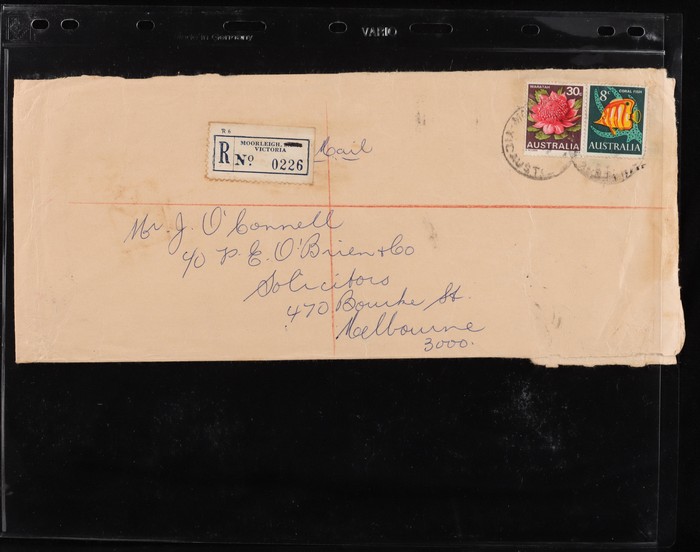 VARIO
WARATAH
30c
AUSTRALIA
8c
CORAL FISH
AUSTRALIA
R 6
MOORLEIGH,
VICTORIA
R No 0226
Mail
Mr. J. O'Connell
c/o P. E. O'Brien & Co
Solicitors
470 Bourke St.
Melbourne
3000.